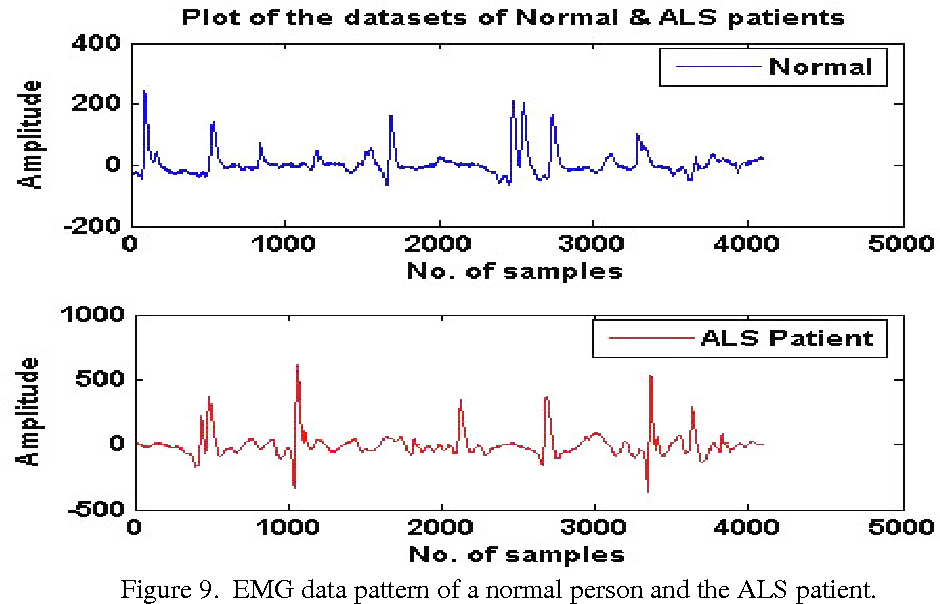 Plot of the datasets of Normal & ALS patients
400
200
0
-200
Amplitude
Normal
0 1000 2000 3000 4000 5000
No. of samples
1000
500
0
-500
Amplitude
ALS Patient
0 1000 2000 3000 4000 5000
No. of samples
Figure 9. EMG data pattern of a normal person and the ALS patient.